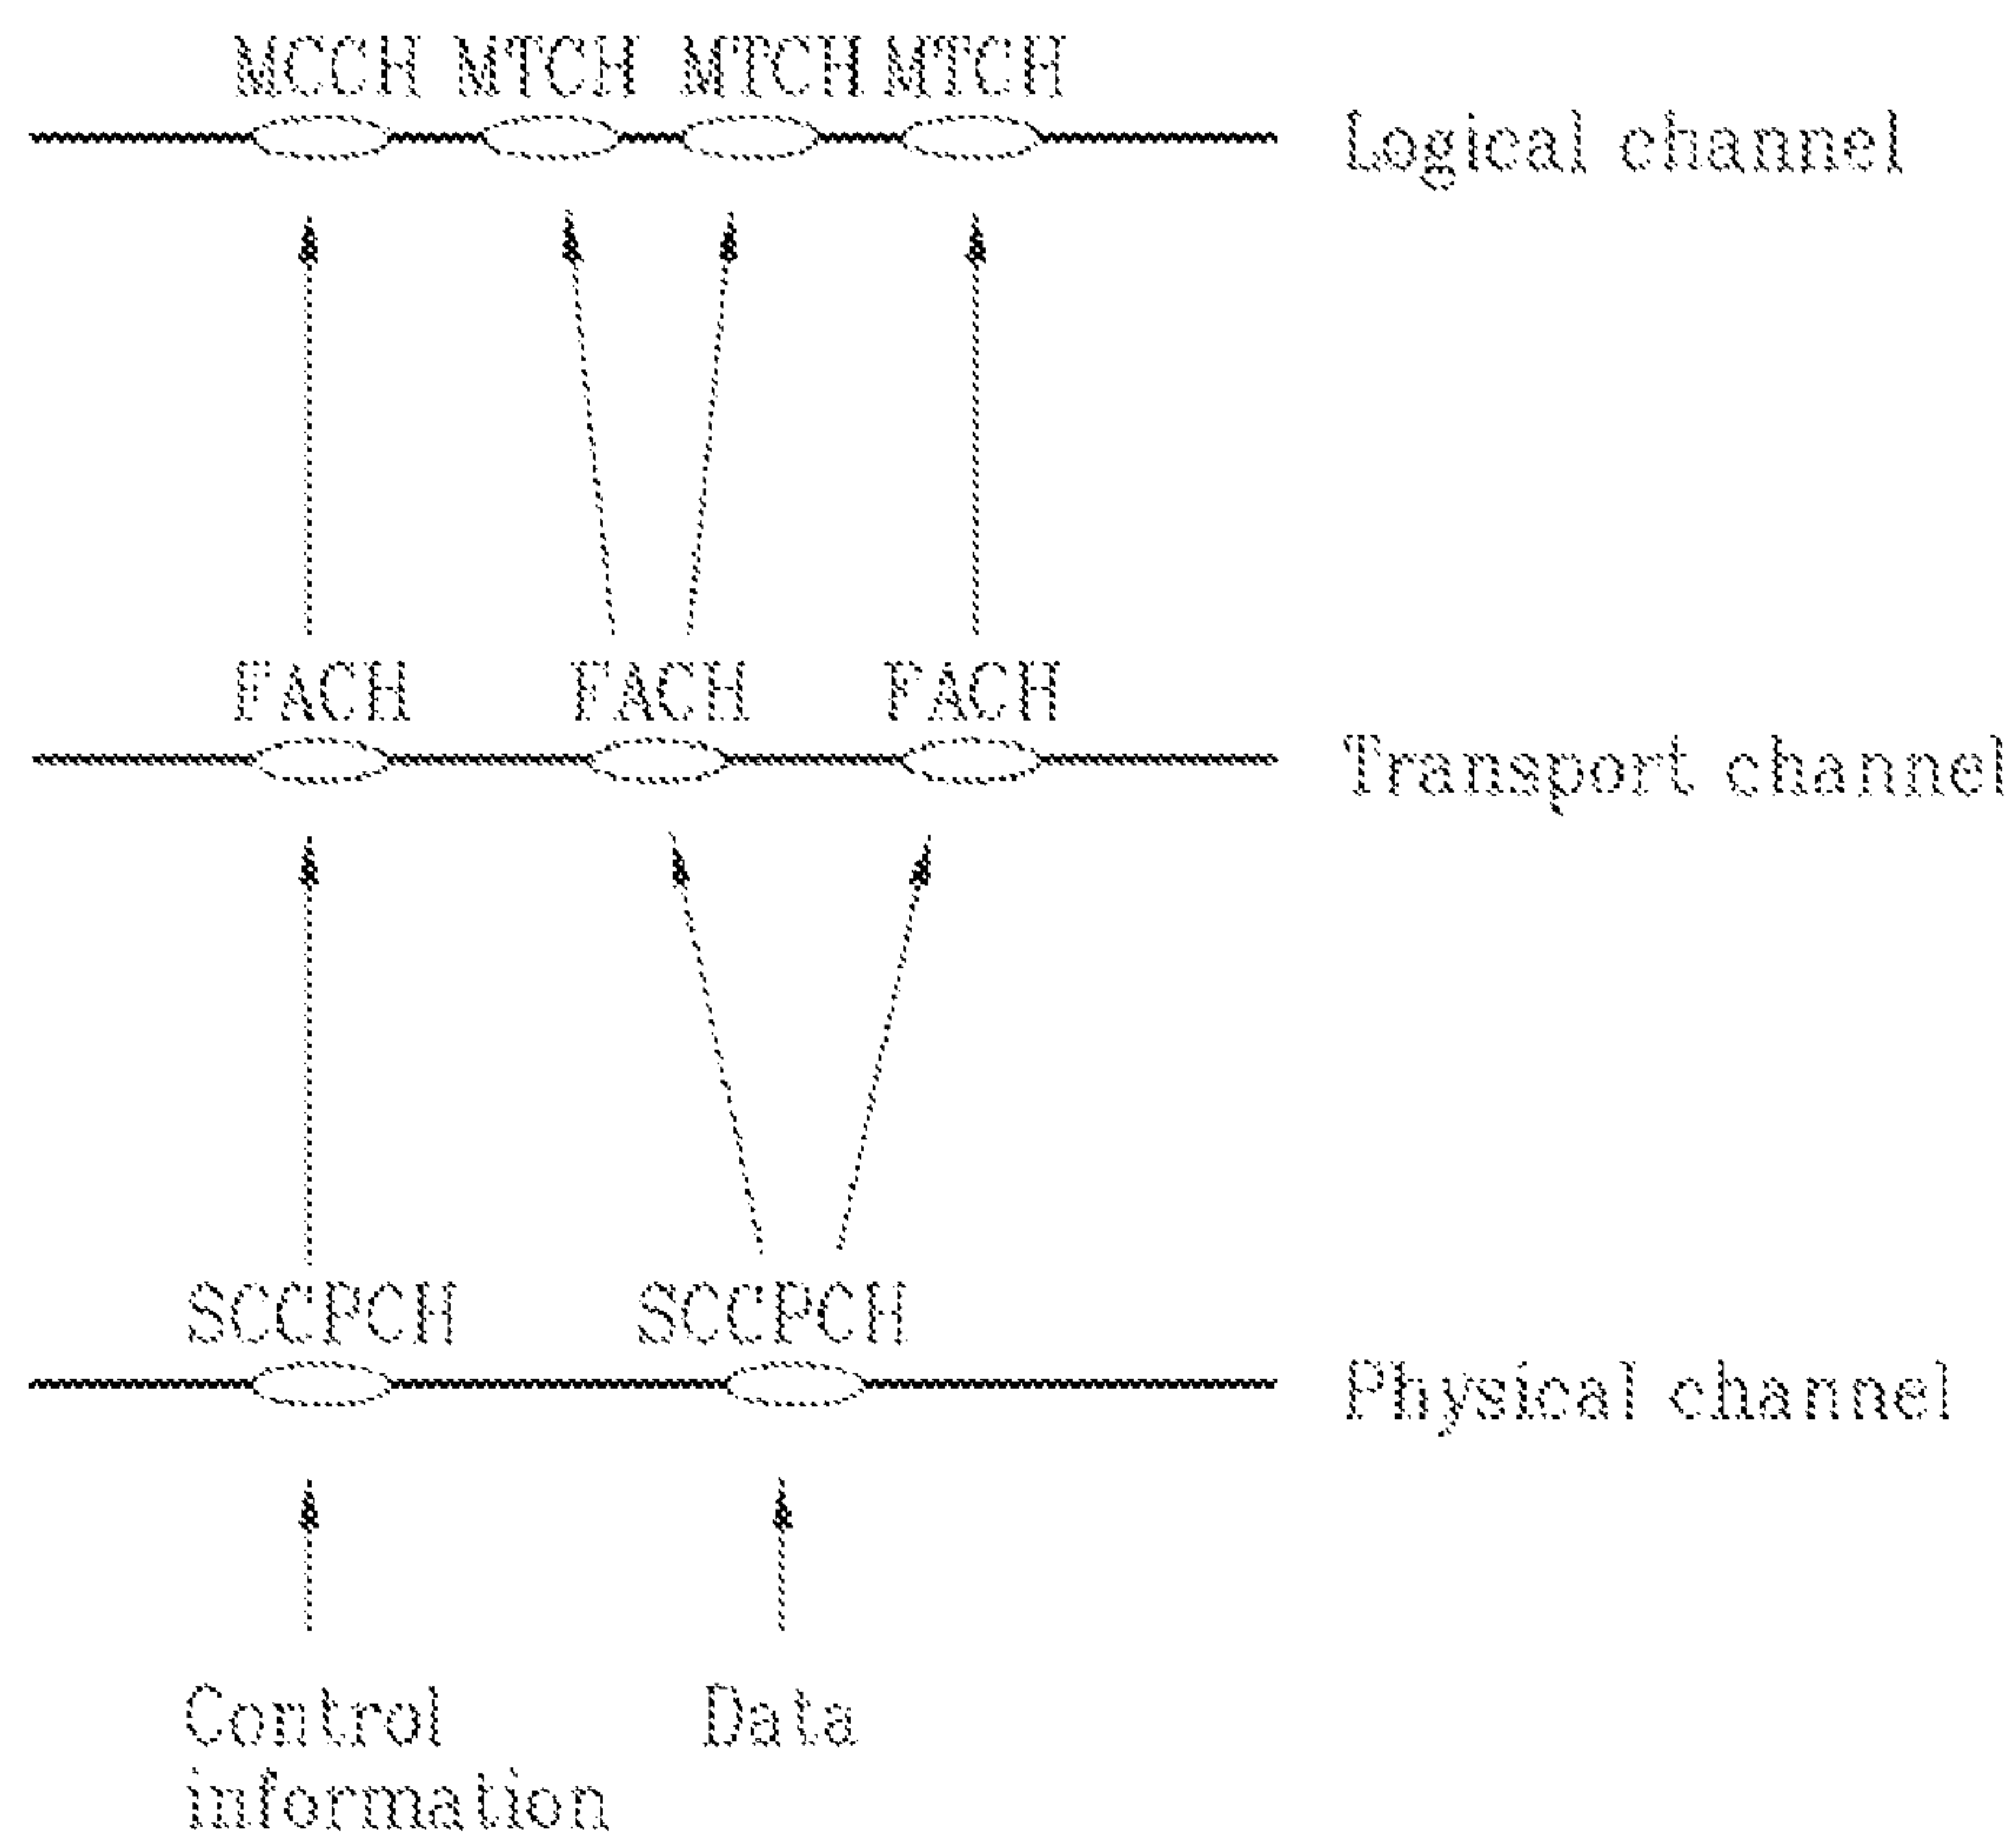 MCCH MTCH MTCH MTCH
Logical channel
FACH FACH FACH
Transport channel
SCCPCH SCCPCH
Physical channel
Control
information
Data